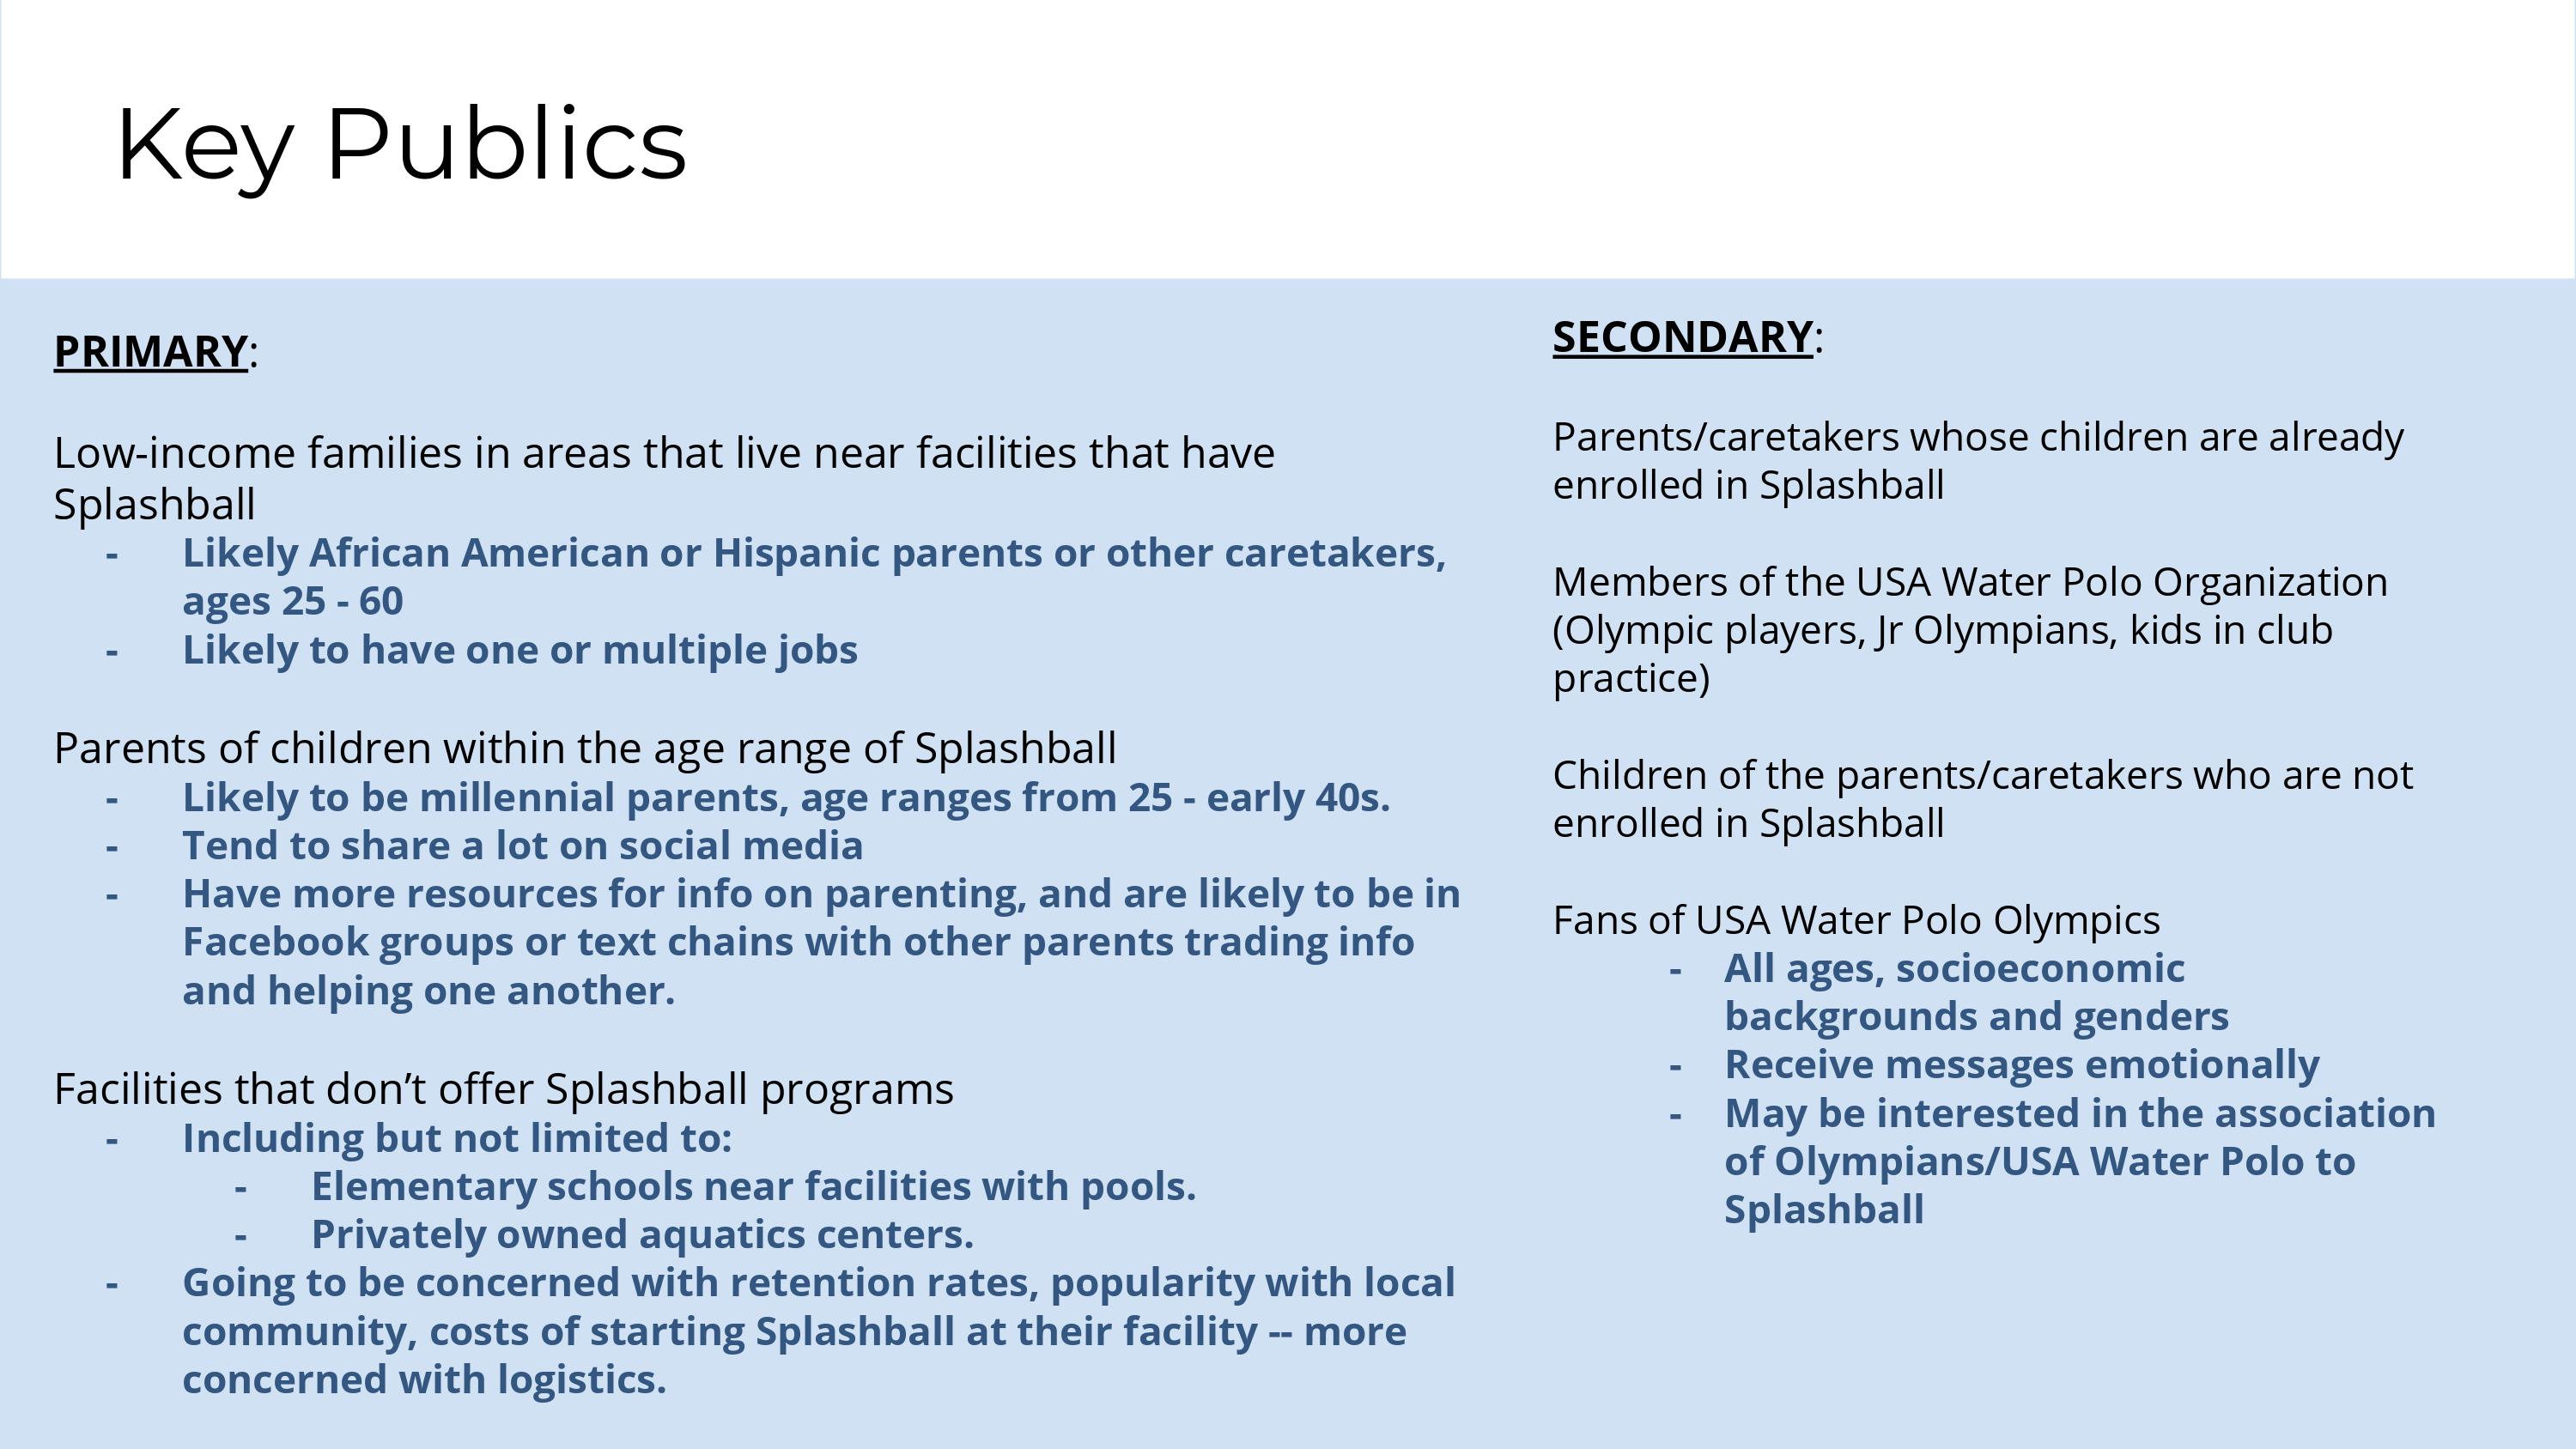 Key Publics
PRIMARY:
Low-income families in areas that live near facilities that have
Splashball
- Likely African American or Hispanic parents or other caretakers,
ages 25 - 60
- Likely to have one or multiple jobs
Parents of children within the age range of Splashball
- Likely to be millennial parents, age ranges from 25 - early 40s.
- Tend to share a lot on social media
- Have more resources for info on parenting, and are likely to be in
Facebook groups or text chains with other parents trading info
and helping one another.
Facilities that don’t offer Splashball programs
- Including but not limited to:
- Elementary schools near facilities with pools.
- Privately owned aquatics centers.
- Going to be concerned with retention rates, popularity with local
community, costs of starting Splashball at their facility -- more
concerned with logistics.
SECONDARY:
Parents/caretakers whose children are already
enrolled in Splashball
Members of the USA Water Polo Organization
(Olympic players, Jr Olympians, kids in club
practice)
Children of the parents/caretakers who are not
enrolled in Splashball
Fans of USA Water Polo Olympics
- All ages, socioeconomic
backgrounds and genders
- Receive messages emotionally
- May be interested in the association
of Olympians/USA Water Polo to
Splashball